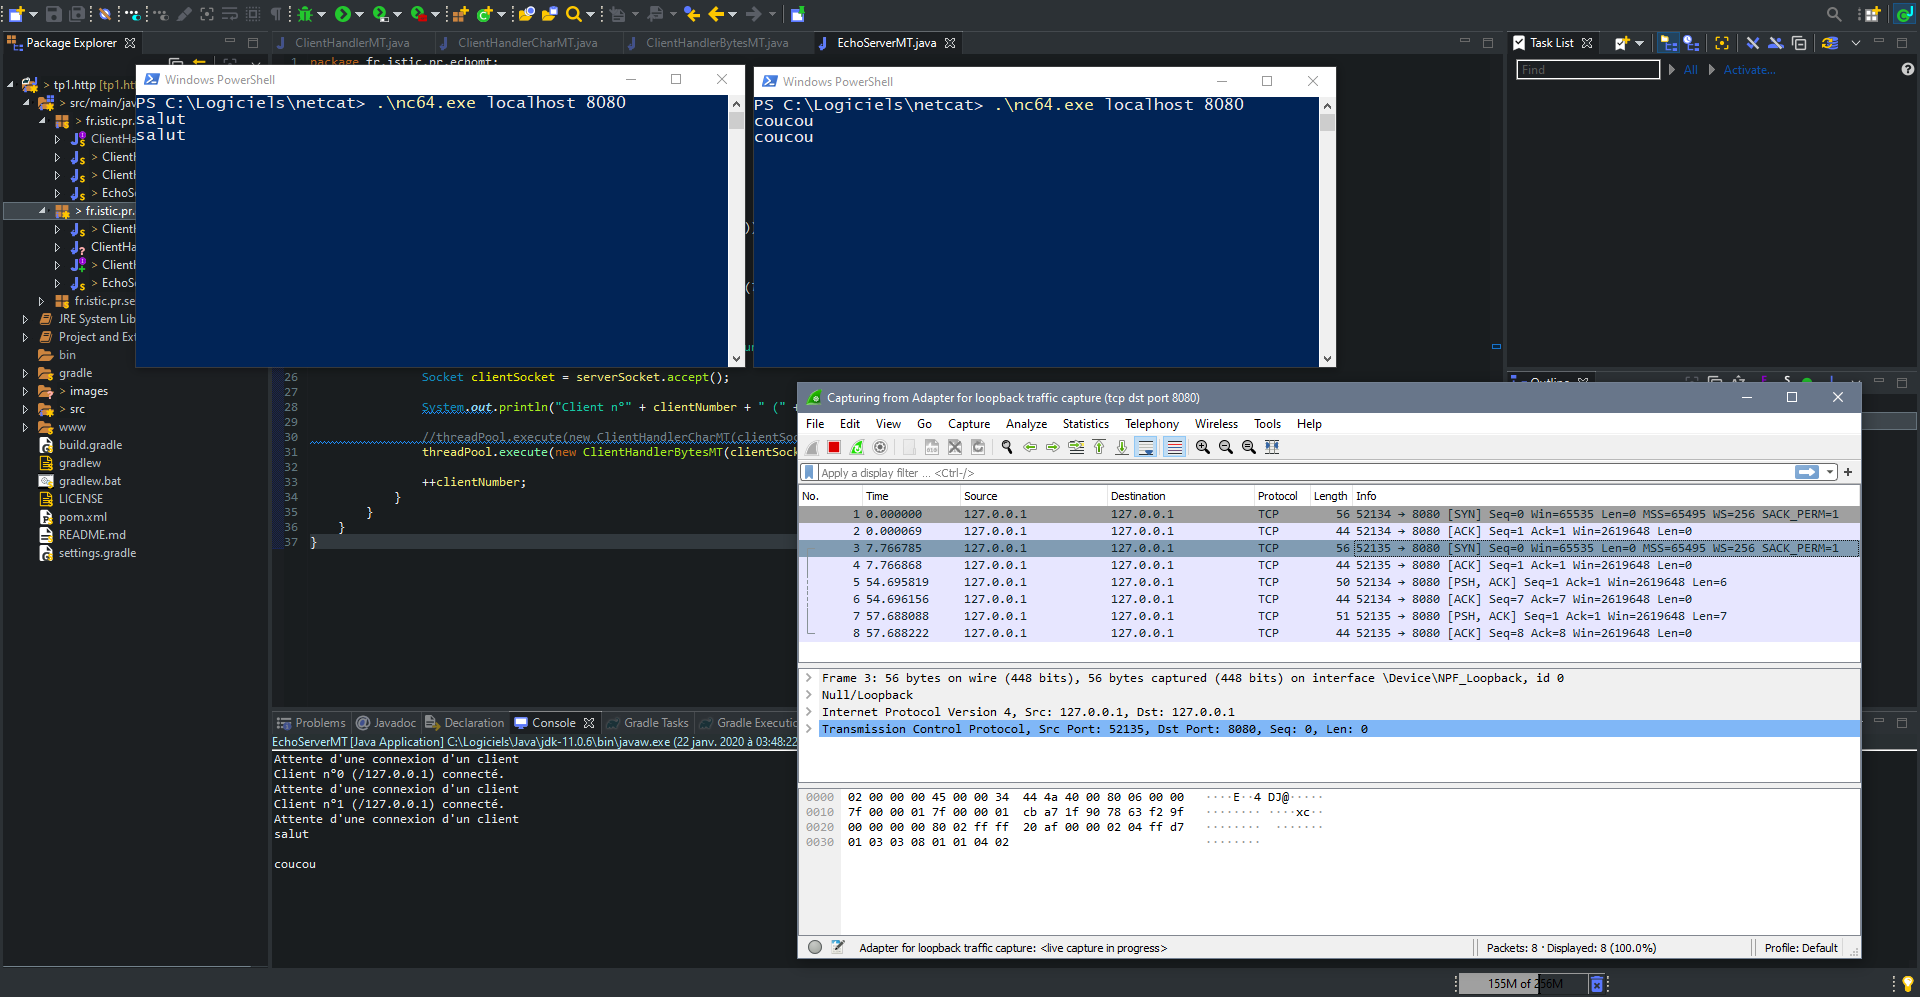 Package Explorer
ClientHandlerMT.java
ClientHandlerCharMT.java
ClientHandlerBytesMT.java
EchoServerMT.java
Task List
Find
All
Activate...
1 package fr.istic.pr.echomt;
> tp1.http [tp1.ht
> src/main/jav
> fr.istic.pr.
ClientHa
> Clientl
> Clientl
> EchoS
> fr.istic.pr.
> Clientl
ClientHa
> Clientl
> EchoS
fr.istic.pr.se
JRE System Lib
Project and Ext
bin
gradle
> images
> src
www
build.gradle
gradlew
gradlew.bat
LICENSE
pom.xml
README.md
settings.gradle
Windows PowerShell
PS C:\Logiciels\netcat> .\nc64.exe localhost 8080
salut
salut
Windows PowerShell
PS C:\Logiciels\netcat> .\nc64.exe localhost 8080
coucou
coucou
26 Socket clientSocket = serverSocket.accept();
27
28 System.out.println("Client n°" + clientNumber + " (" +
29
30 //threadPool.execute(new ClientHandlerCharMT(clientSoc
31 threadPool.execute(new ClientHandlerBytesMT(clientSock
32
33 ++clientNumber;
34 }
35 }
36 }
37 }
Outline
Problems
Javadoc
Declaration
Console
Gradle Tasks
Gradle Executio
EchoServerMT [Java Application] C:\Logiciels\Java\jdk-11.0.6\bin\javaw.exe (22 janv. 2020 à 03:48:22
Attente d'une connexion d'un client
Client n°0 (/127.0.0.1) connecté.
Attente d'une connexion d'un client
Client n°1 (/127.0.0.1) connecté.
Attente d'une connexion d'un client
salut
coucou
Capturing from Adapter for loopback traffic capture (tcp dst port 8080)
File Edit View Go Capture Analyze Statistics Telephony Wireless Tools Help
Apply a display filter ... <Ctrl-/>
No. Time Source Destination Protocol Length Info
1 0.000000 127.0.0.1 127.0.0.1 TCP 56 52134 → 8080 [SYN] Seq=0 Win=65535 Len=0 MSS=65495 WS=256 SACK_PERM=1
2 0.000069 127.0.0.1 127.0.0.1 TCP 44 52134 → 8080 [ACK] Seq=1 Ack=1 Win=2619648 Len=0
3 7.766785 127.0.0.1 127.0.0.1 TCP 56 52135 → 8080 [SYN] Seq=0 Win=65535 Len=0 MSS=65495 WS=256 SACK_PERM=1
4 7.766868 127.0.0.1 127.0.0.1 TCP 44 52135 → 8080 [ACK] Seq=1 Ack=1 Win=2619648 Len=0
5 54.695819 127.0.0.1 127.0.0.1 TCP 50 52134 → 8080 [PSH, ACK] Seq=1 Ack=1 Win=2619648 Len=6
6 54.696156 127.0.0.1 127.0.0.1 TCP 44 52134 → 8080 [ACK] Seq=7 Ack=7 Win=2619648 Len=0
7 57.688088 127.0.0.1 127.0.0.1 TCP 51 52135 → 8080 [PSH, ACK] Seq=1 Ack=1 Win=2619648 Len=7
8 57.688222 127.0.0.1 127.0.0.1 TCP 44 52135 → 8080 [ACK] Seq=8 Ack=8 Win=2619648 Len=0
Frame 3: 56 bytes on wire (448 bits), 56 bytes captured (448 bits) on interface \Device\NPF_Loopback, id 0
Null/Loopback
Internet Protocol Version 4, Src: 127.0.0.1, Dst: 127.0.0.1
Transmission Control Protocol, Src Port: 52135, Dst Port: 8080, Seq: 0, Len: 0
0000 02 00 00 00 45 00 00 34 44 4a 40 00 80 06 00 00 ····E··4 DJ@·····
0010 7f 00 00 01 7f 00 00 01 cb a7 1f 90 78 63 f2 9f ········ ····xc··
0020 00 00 00 00 80 02 ff ff 20 af 00 00 02 04 ff d7 ········ ·······
0030 01 03 03 08 01 01 04 02 ········
Adapter for loopback traffic capture: <live capture in progress>
Packets: 8 · Displayed: 8 (100.0%)
Profile: Default
155M of 256M